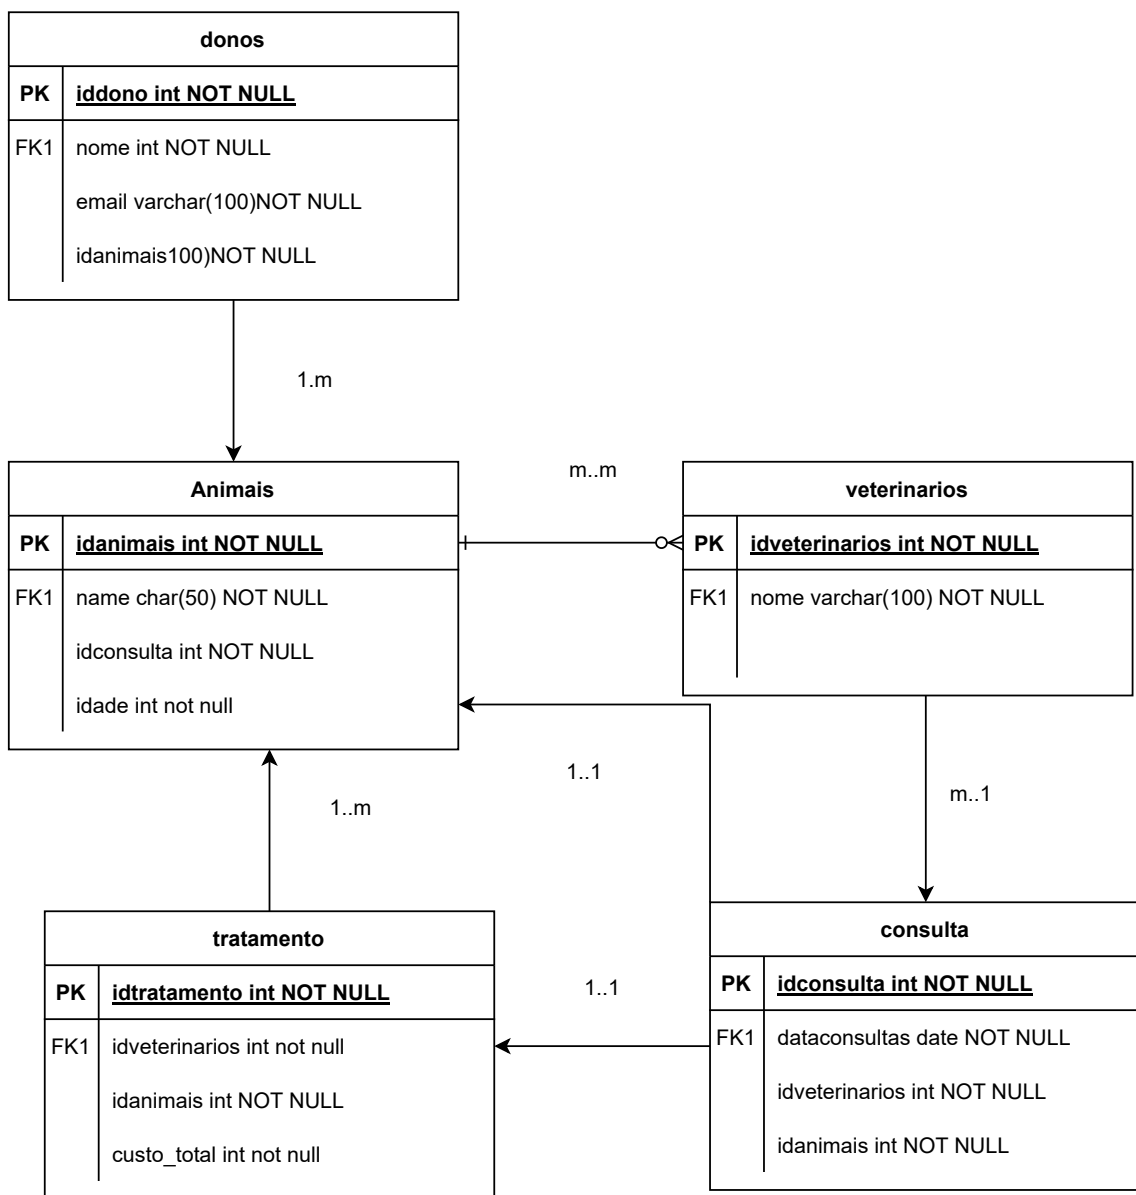 donos
PK iddono int NOT NULL
FK1 nome int NOT NULL
email varchar(100)NOT NULL
idanimais100)NOT NULL
1.m
Animais
PK idanimais int NOT NULL
FK1 name char(50) NOT NULL
idconsulta int NOT NULL
idade int not null
m..m
veterinarios
PK idveterinarios int NOT NULL
FK1 nome varchar(100) NOT NULL
1..1
m..1
1..m
tratamento
PK idtratamento int NOT NULL
FK1 idveterinarios int not null
idanimais int NOT NULL
custo_total int not null
1..1
consulta
PK idconsulta int NOT NULL
FK1 dataconsultas date NOT NULL
idveterinarios int NOT NULL
idanimais int NOT NULL